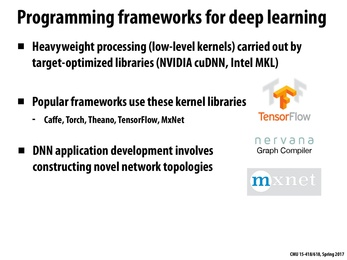 Programming frameworks for deep learning
■ Heavyweight processing (low-level kernels) carried out by
target-optimized libraries (NVIDIA cuDNN, Intel MKL)
■ Popular frameworks use these kernel libraries
- Caffe, Torch, Theano, TensorFlow, MxNet
TensorFlow
■ DNN application development involves
constructing novel network topologies
nervana
Graph Compiler
mxnet
CMU 15-418/618, Spring 2017